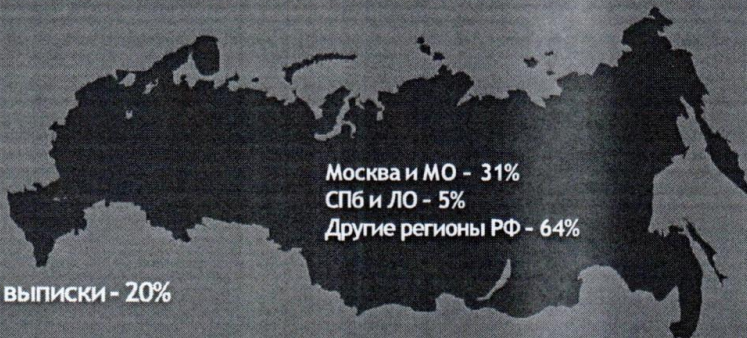 Москва и МО - 31%
СПб и ЛО - 5%
Другие регионы РФ - 64%
выписки - 20%